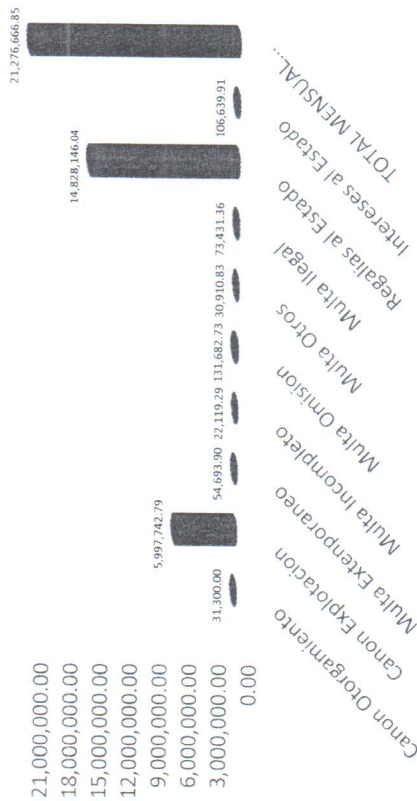 21,000,000.00
18,000,000.00
15,000,000.00
12,000,000.00
9,000,000.00
6,000,000.00
3,000,000.00
0.00
31,300.00
5,997,742.79
54,693.90
22,119.29
131,682.73
30,910.83
73,431.36
14,828,146.04
106,639.91
21,276,666.85
Canon Otorgamiento
Canon Explotacion
Multa Extemporaneo
Multa Incompleto
Multa Omision
Multa Otros
Multa Ilegal
Regalias al Estado
Intereses al Estado
TOTAL MENSUAL...